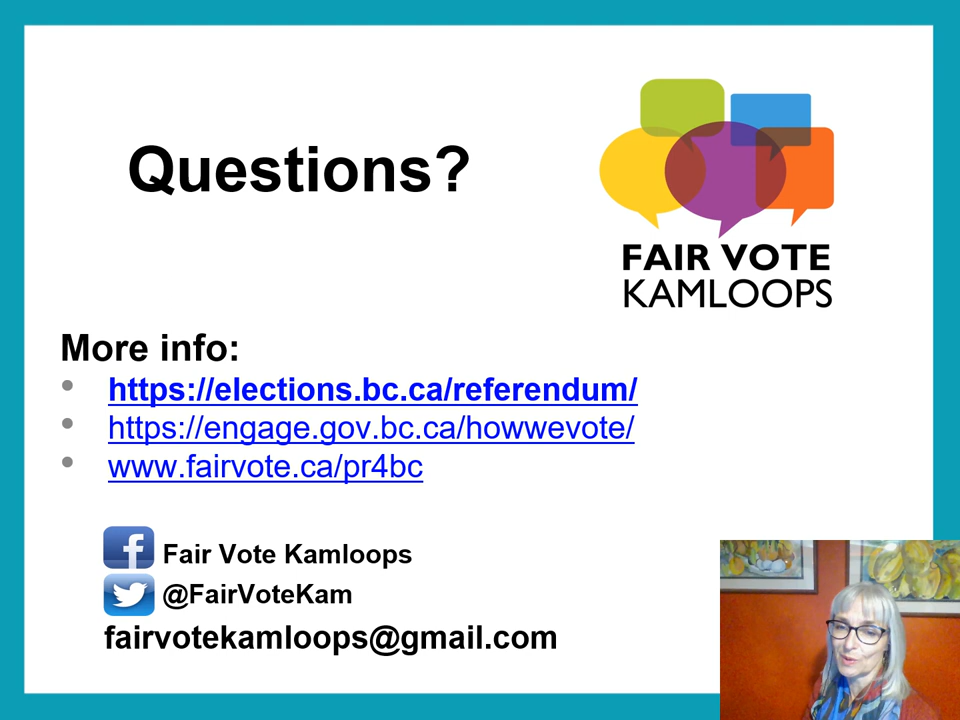 Questions?
FAIR VOTE
KAMLOOPS
More info:
https://elections.bc.ca/referendum/
https://engage.gov.bc.ca/howwevote/
www.fairvote.ca/pr4bc
Fair Vote Kamloops
@FairVoteKam
fairvotekamloops@gmail.com